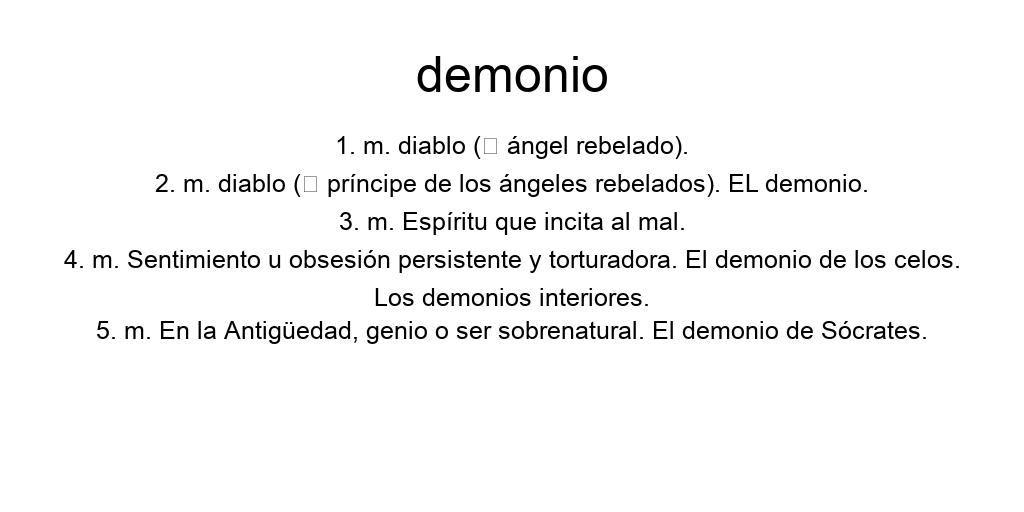 demonio
1. m. diablo (□ ángel rebelado).
2. m. diablo (□ príncipe de los ángeles rebelados). EL demonio.
3. m. Espíritu que incita al mal.
4. m. Sentimiento u obsesión persistente y torturadora. El demonio de los celos.
Los demonios interiores.
5. m. En la Antigüedad, genio o ser sobrenatural. El demonio de Sócrates.